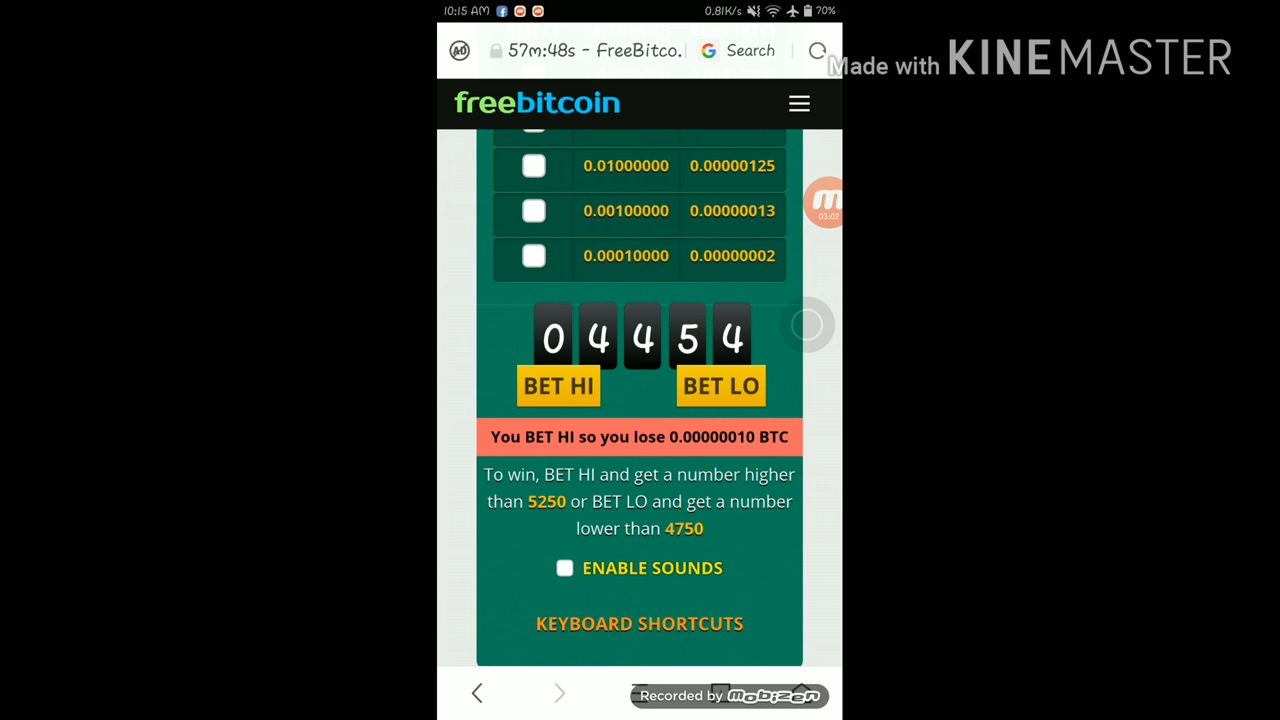 10:15 AM
0.81K/s 70%
57m:48s - FreeBitco.
Search
Made with KINEMASTER
freebitcoin
0.01000000 0.00000125
03:02
0.00100000 0.00000013
0.00010000 0.00000002
0 4 4 5 4
BET HI BET LO
You BET HI so you lose 0.00000010 BTC
To win, BET HI and get a number higher
than 5250 or BET LO and get a number
lower than 4750
ENABLE SOUNDS
KEYBOARD SHORTCUTS
Recorded by mobizen